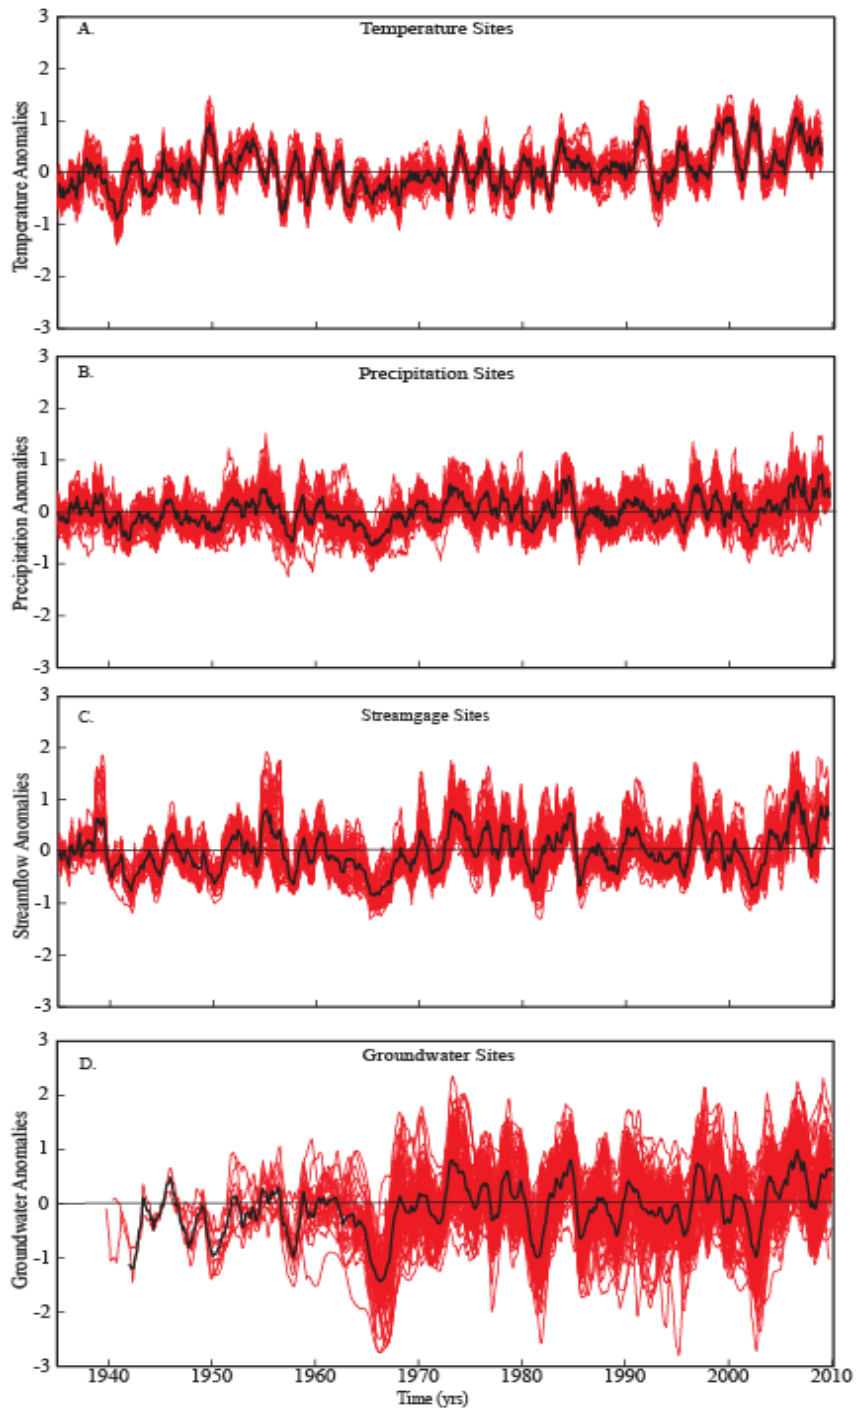 3
A.
Temperature Sites
2
1
0
-1
-2
-3
Temperature Anomalies
3
B.
Precipitation Sites
2
1
0
-1
-2
-3
Precipitation Anomalies
3
C.
Streamgage Sites
2
1
0
-1
-2
-3
Streamflow Anomalies
3
D.
Groundwater Sites
2
1
0
-1
-2
-3
Groundwater Anomalies
1940 1950 1960 1970 1980 1990 2000 2010
Time (yrs)